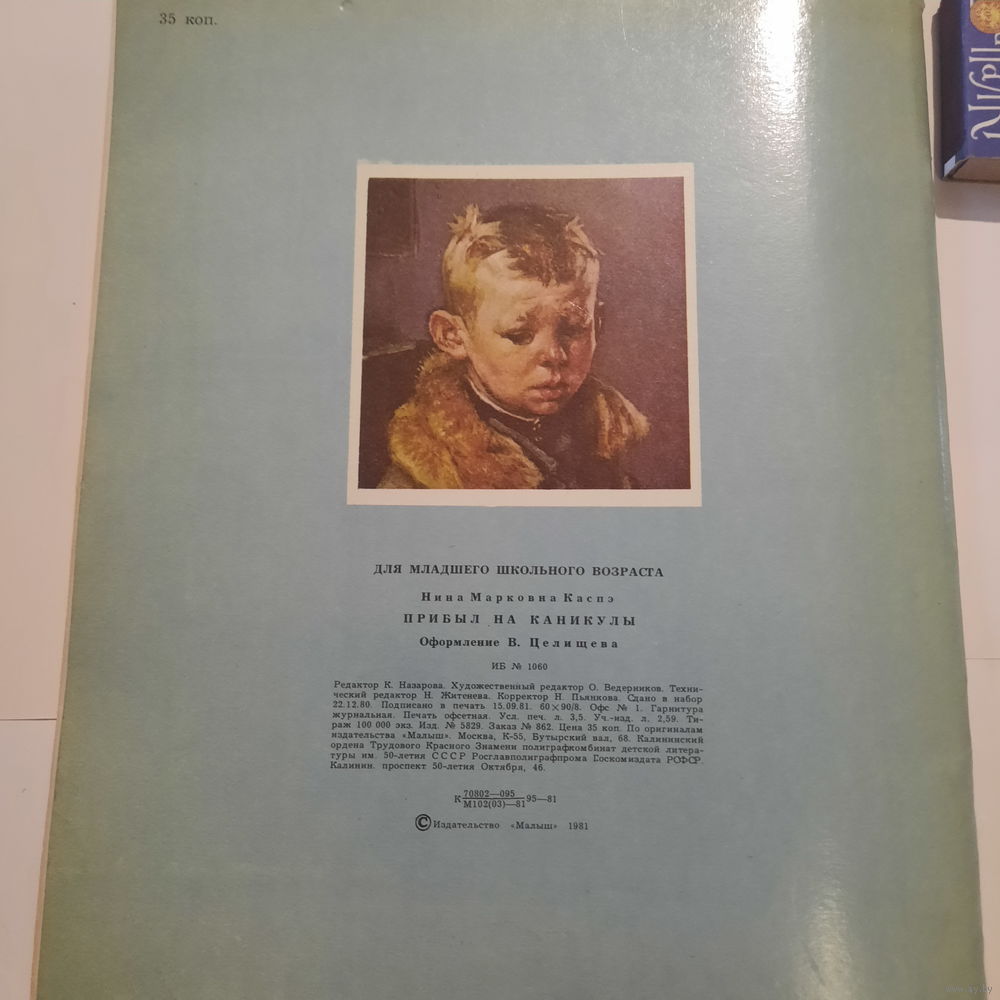 35 коп.
ДЛЯ МЛАДШЕГО ШКОЛЬНОГО ВОЗРАСТА
Нина Марковна Каспэ
ПРИБЫЛ НА КАНИКУЛЫ
Оформление В. Целищева
ИБ № 1060
Редактор К. Назарова. Художественный редактор О. Ведерников. Техни-
ческий редактор Н. Житенева. Корректор Н. Пьянкова. Сдано в набор
22.12.80. Подписано в печать 15.09.81. 60×90/8. Офс № 1. Гарнитура
журнальная. Печать офсетная. Усл. печ. л. 3,5. Уч.-изд. л. 2,59. Ти-
раж 100 000 экз. Изд. № 5829. Заказ № 862. Цена 35 коп. По оригиналам
издательства «Малыш». Москва, К-55, Бутырский вал, 68. Калининский
ордена Трудового Красного Знамени полиграфкомбинат детской литера-
туры им. 50-летия СССР Росглавполиграфпрома Госкомиздата РСФСР.
Калинин. проспект 50-летия Октября, 46.
К 70802—095
М102(03)—81 95—81
© Издательство «Малыш» 1981
www.ay.by